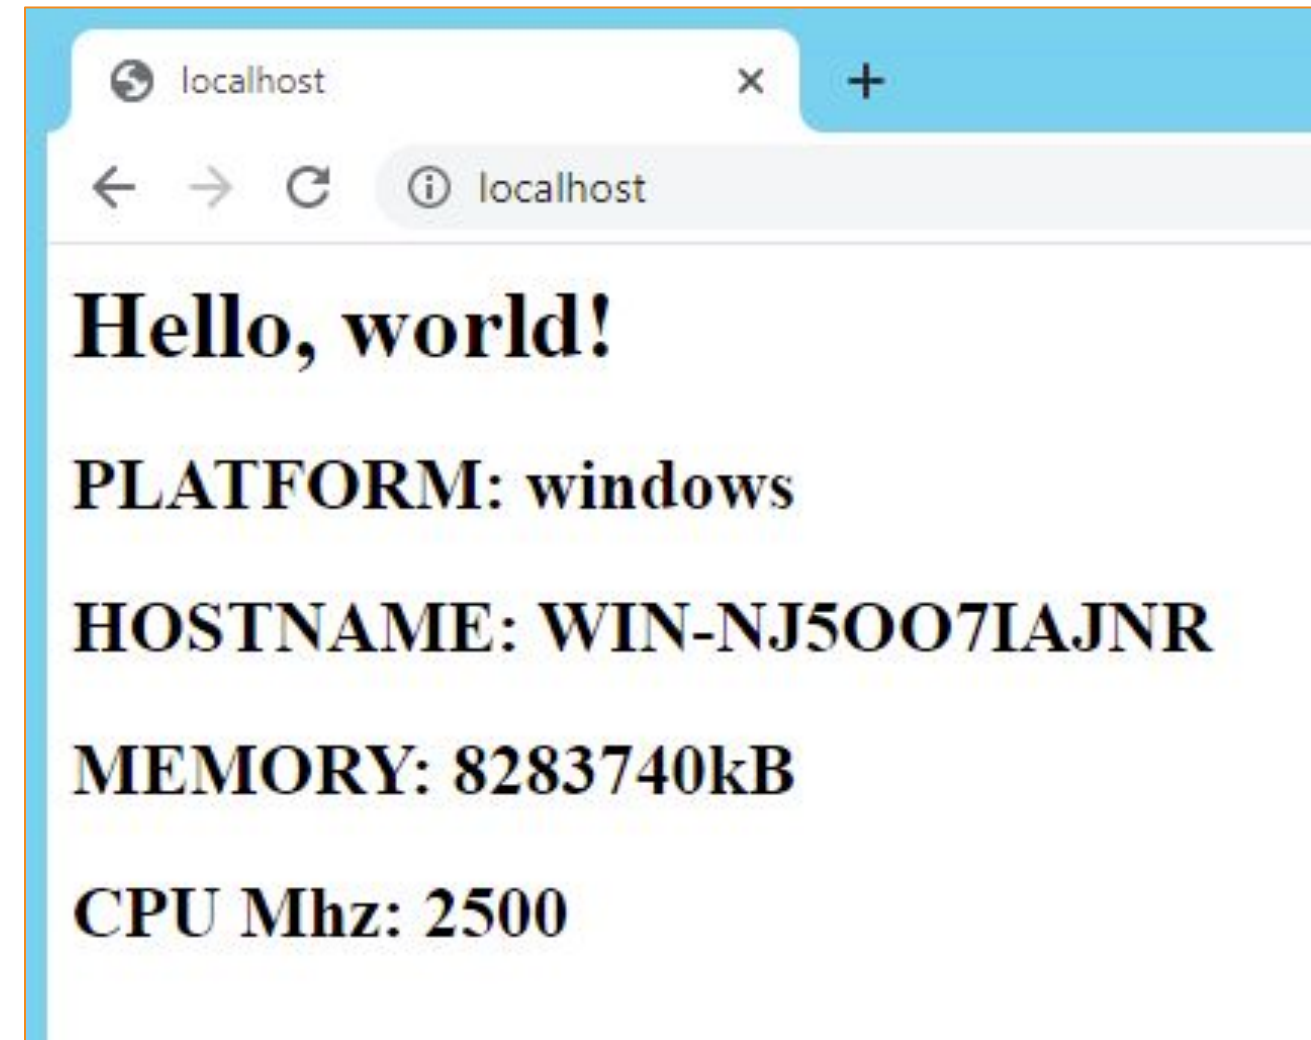 localhost
localhost
Hello, world!
PLATFORM: windows
HOSTNAME: WIN-NJ5OO7IAJNR
MEMORY: 8283740kB
CPU Mhz: 2500